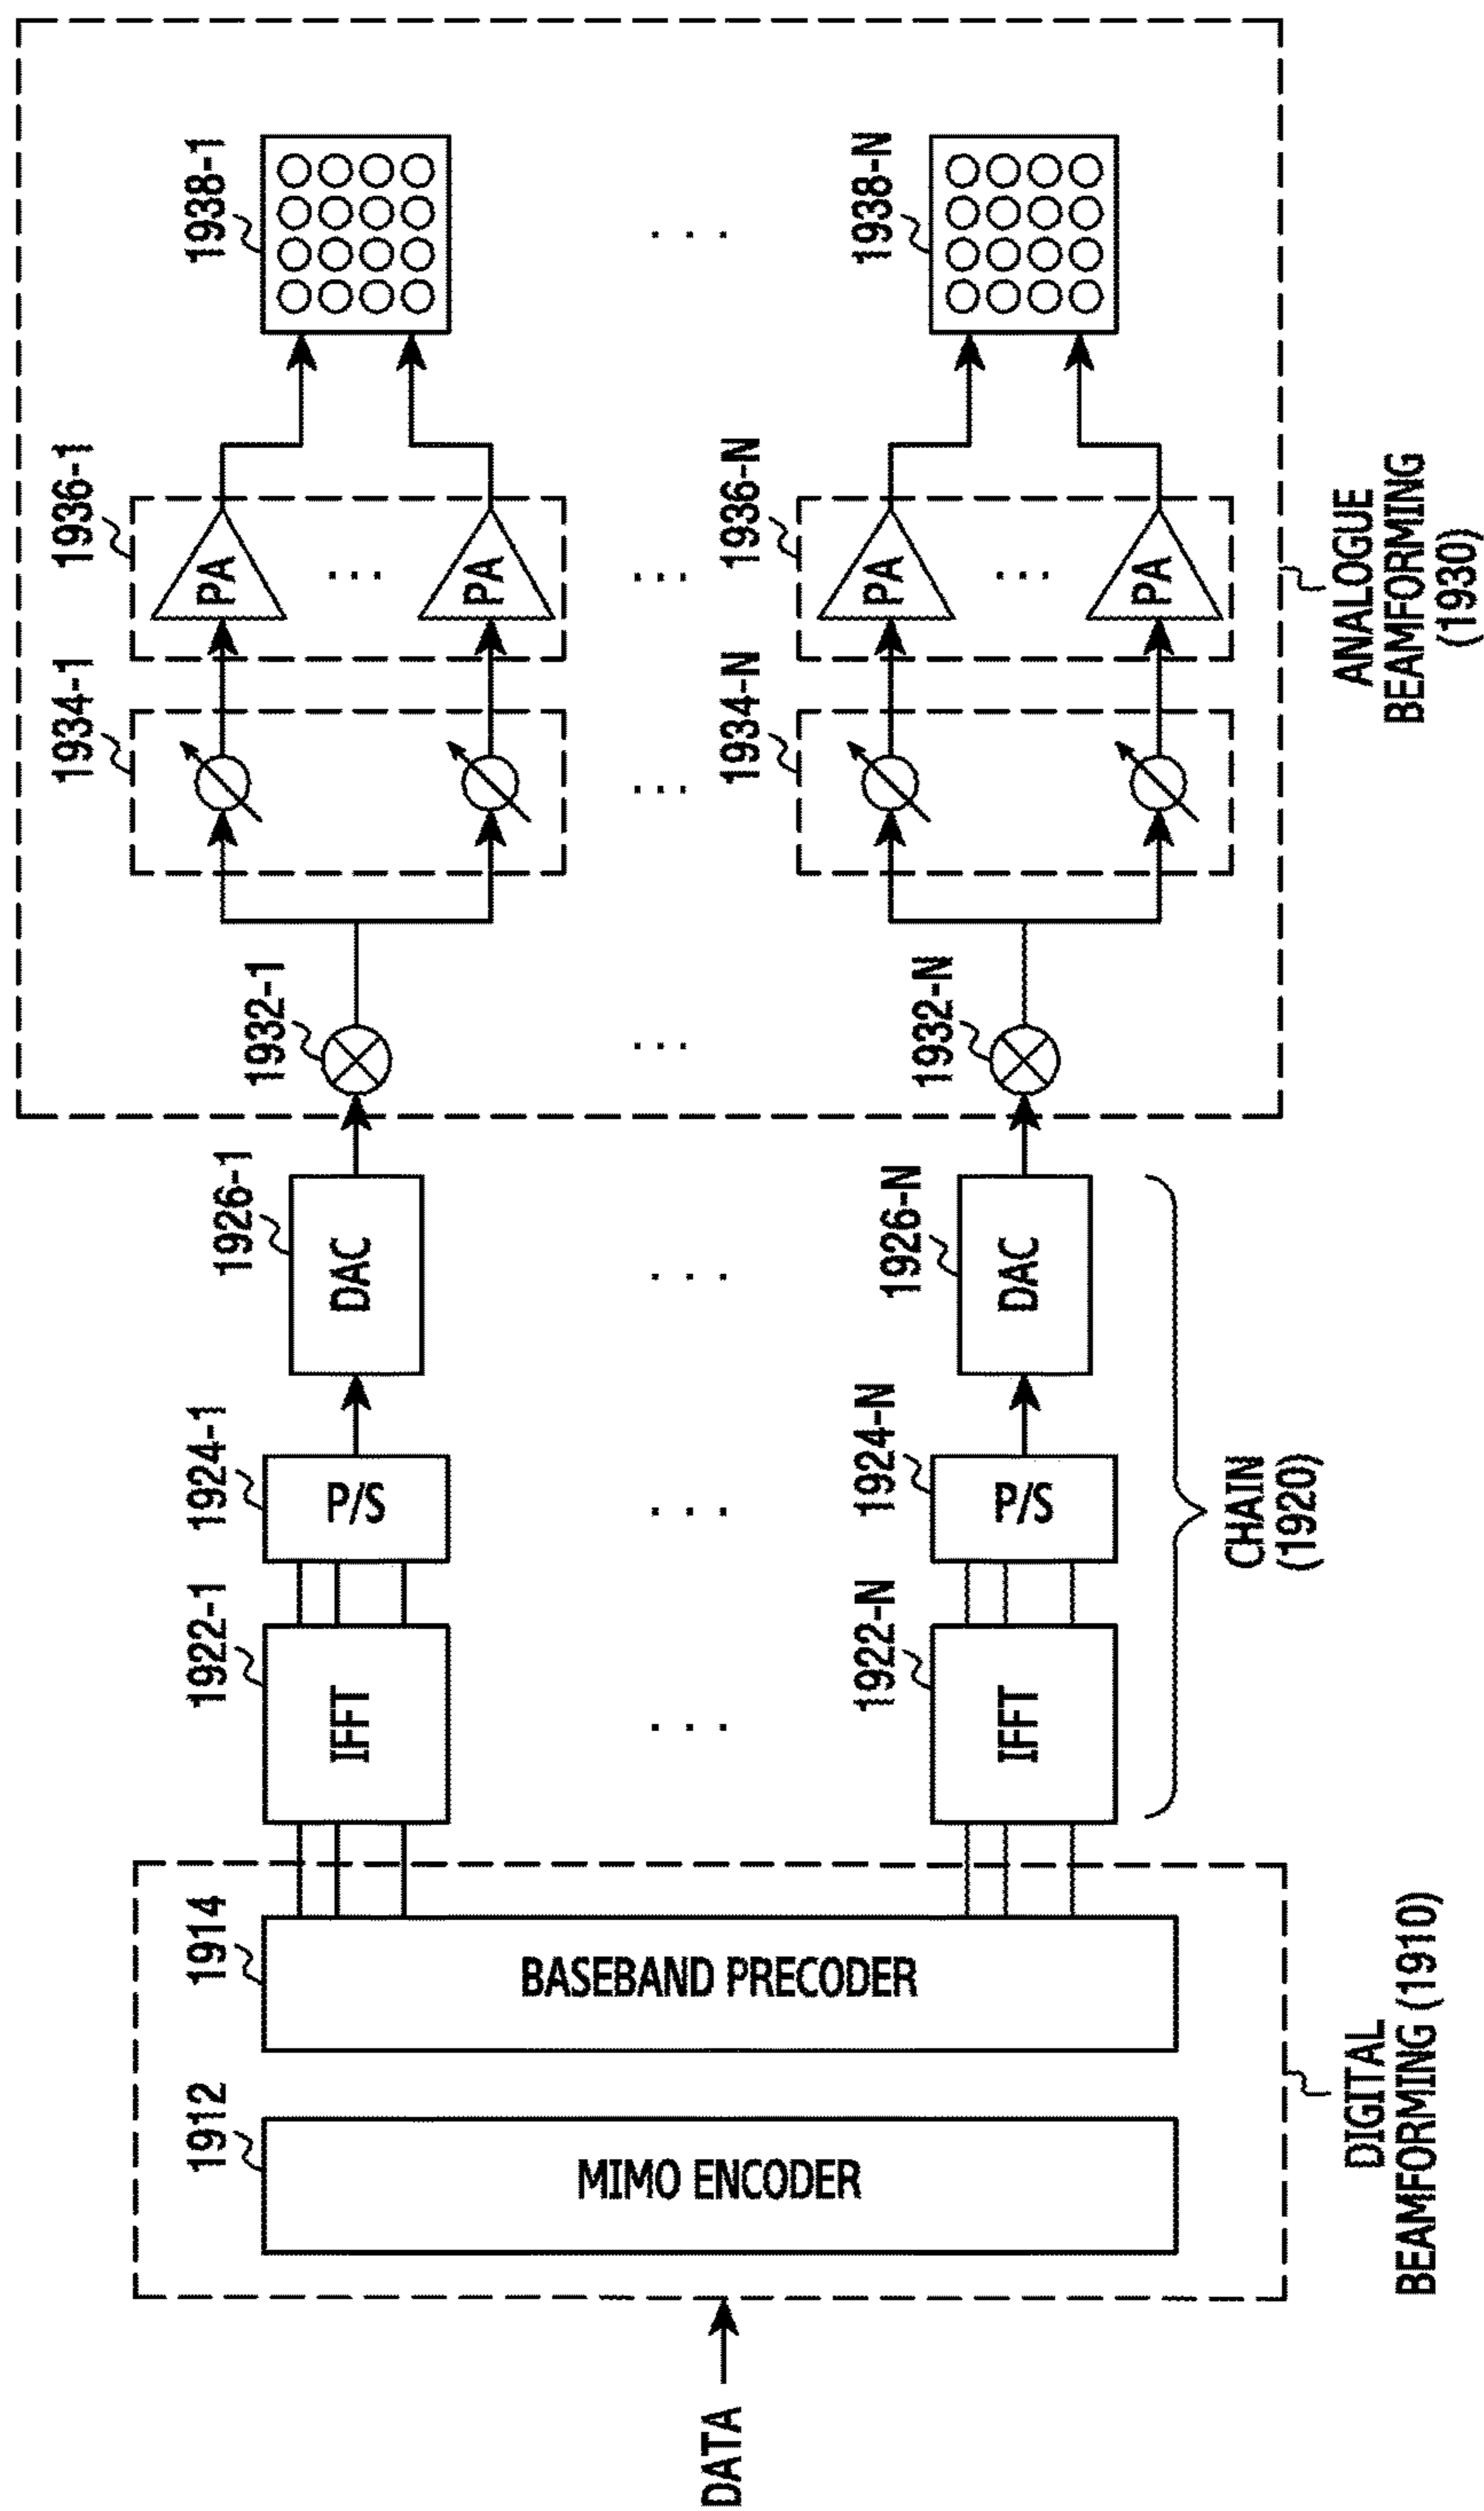 DATA
DIGITAL
BEAMFORMING (1910)
1912
MIMO ENCODER
1914
BASEBAND PRECODER
1922-1
IFFT
1924-1
P/S
1926-1
DAC
1932-1
1934-1
1936-1
PA
...
PA
1938-1
...
...
...
...
...
...
...
1922-N
IFFT
1924-N
P/S
1926-N
DAC
1932-N
1934-N
1936-N
PA
...
PA
1938-N
CHAIN
(1920)
ANALOGUE
BEAMFORMING
(1930)